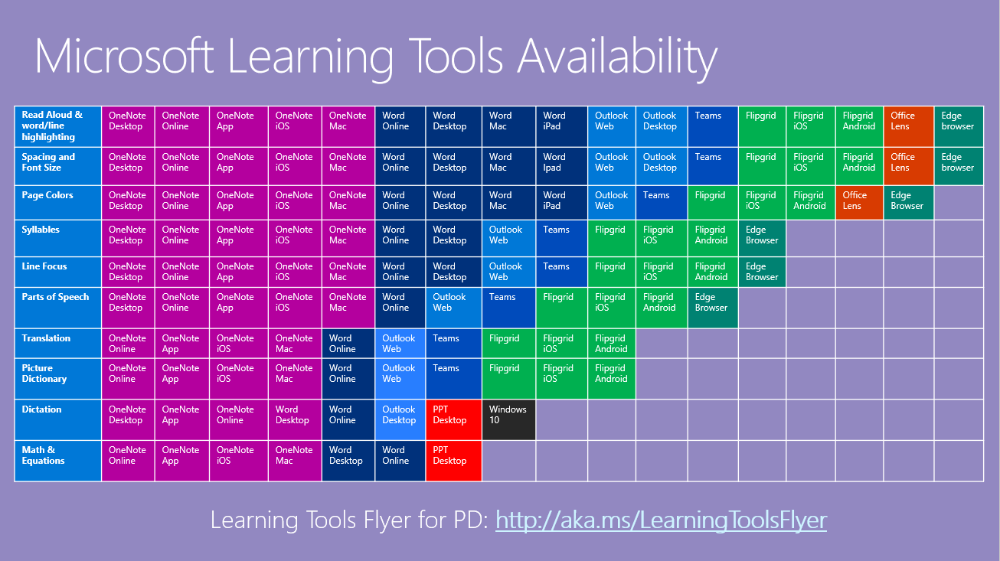 Microsoft Learning Tools Availability
Read Aloud & word/line highlighting OneNote Desktop OneNote Online OneNote App OneNote iOS OneNote Mac Word Online Word Desktop Word Mac Word iPad Outlook Web Outlook Desktop Teams Flipgrid Flipgrid iOS Flipgrid Android Office Lens Edge browser
Spacing and Font Size OneNote Desktop OneNote Online OneNote App OneNote iOS OneNote Mac Word Online Word Desktop Word Mac Word Ipad Outlook Web Outlook Desktop Teams Flipgrid Flipgrid iOS Flipgrid Android Office Lens Edge browser
Page Colors OneNote Desktop OneNote Online OneNote App OneNote iOS OneNote Mac Word Online Word Desktop Word Mac Word iPad Outlook Web Teams Flipgrid Flipgrid iOS Flipgrid Android Office Lens Edge Browser
Syllables OneNote Desktop OneNote Online OneNote App OneNote iOS OneNote Mac Word Online Word Desktop Outlook Web Teams Flipgrid Flipgrid iOS Flipgrid Android Edge Browser
Line Focus OneNote Desktop OneNote Online OneNote App OneNote iOS OneNote Mac Word Online Word Desktop Outlook Web Teams Flipgrid Flipgrid iOS Flipgrid Android Edge Browser
Parts of Speech OneNote Desktop OneNote Online OneNote App OneNote iOS OneNote Mac Word Online Outlook Web Teams Flipgrid Flipgrid iOS Flipgrid Android Edge Browser
Translation OneNote Online OneNote App OneNote iOS OneNote Mac Word Online Outlook Web Teams Flipgrid Flipgrid iOS Flipgrid Android
Picture Dictionary OneNote Online OneNote App OneNote iOS OneNote Mac Word Online Outlook Web Teams Flipgrid Flipgrid iOS Flipgrid Android
Dictation OneNote Desktop OneNote App OneNote Online Word Desktop Word Online Outlook Desktop PPT Desktop Windows 10
Math & Equations OneNote Online OneNote App OneNote iOS OneNote Mac Word Desktop Word Online PPT Desktop
Learning Tools Flyer for PD: http://aka.ms/LearningToolsFlyer